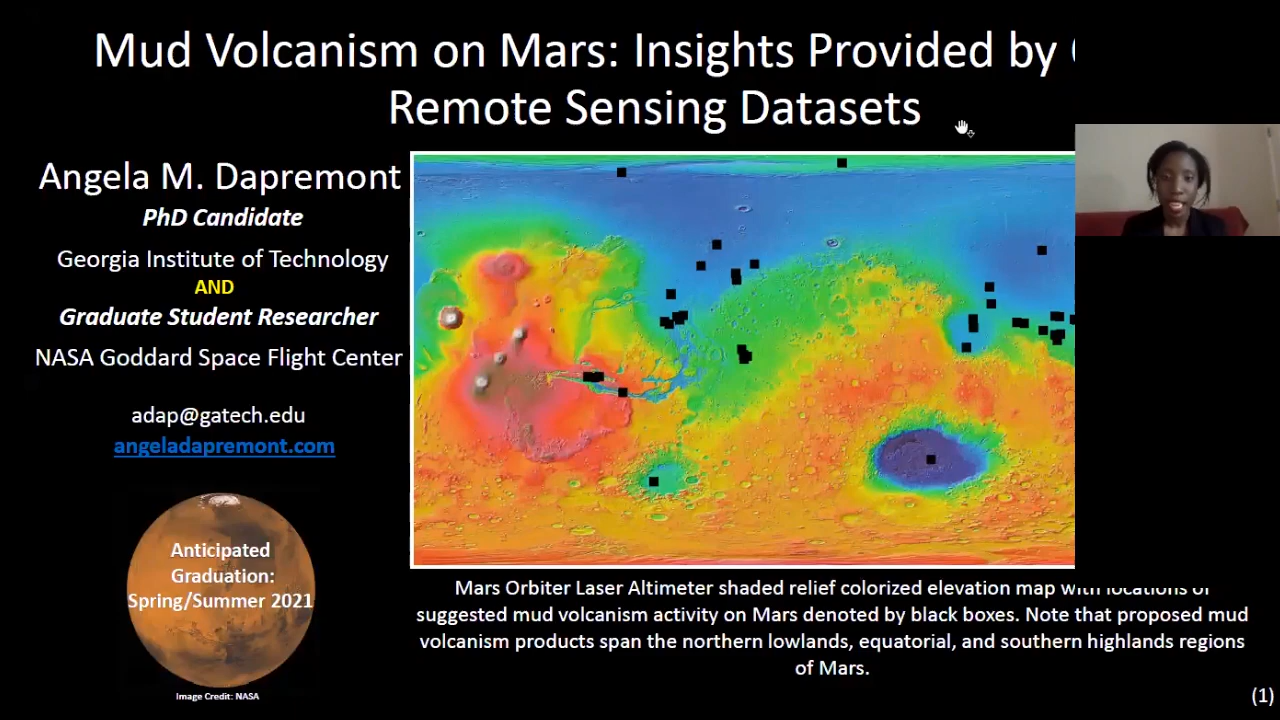 Mud Volcanism on Mars: Insights Provided by
Remote Sensing Datasets
Angela M. Dapremont
PhD Candidate
Georgia Institute of Technology
AND
Graduate Student Researcher
NASA Goddard Space Flight Center
adap@gatech.edu
angeladapremont.com
Anticipated
Graduation:
Spring/Summer 2021
Image Credit: NASA
Mars Orbiter Laser Altimeter shaded relief colorized elevation map with locations of
suggested mud volcanism activity on Mars denoted by black boxes. Note that proposed mud
volcanism products span the northern lowlands, equatorial, and southern highlands regions
of Mars.
(1)